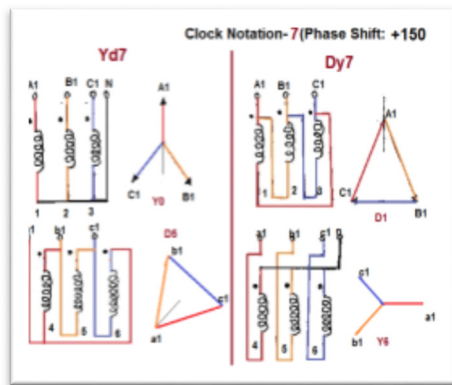 Clock Notation- 7(Phase Shift: +150
Yd7
Dy7
A1 B1 C1 N
A1 B1 C1
A1
C1 B1
Y0
1 2 3
A1
C1 B1
D1
1 2 3
b1 c1
D5
b1
c1
a1
4 5 6
a1 b1 c1
c1
a1
b1
Y6
4 5 6